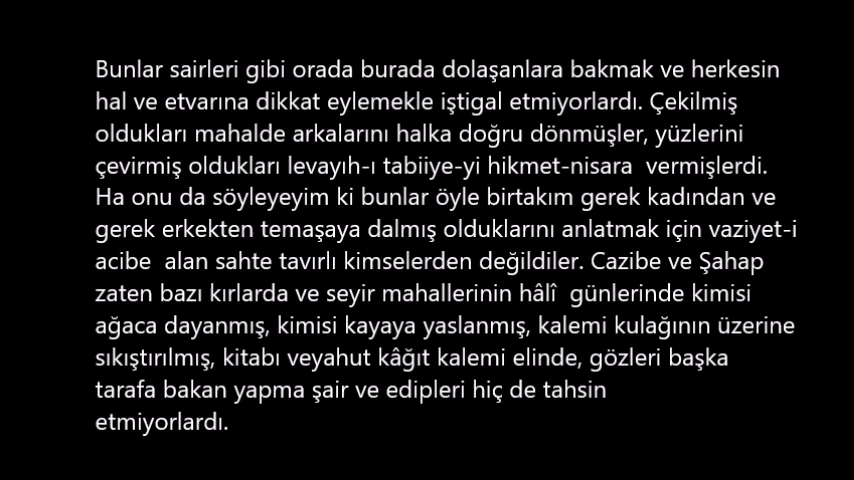 Bunlar sairleri gibi orada burada dolaşanlara bakmak ve herkesin
hal ve etvarına dikkat eylemekle iştigal etmiyorlardı. Çekilmiş
oldukları mahalde arkalarını halka doğru dönmüşler, yüzlerini
çevirmiş oldukları levayıh-ı tabiiye-yi hikmet-nisara  vermişlerdi.
Ha onu da söyleyeyim ki bunlar öyle birtakım gerek kadından ve
gerek erkekten temaşaya dalmış olduklarını anlatmak için vaziyet-i
acibe  alan sahte tavırlı kimselerden değildiler. Cazibe ve Şahap
zaten bazı kırlarda ve seyir mahallerinin hâlî  günlerinde kimisi
ağaca dayanmış, kimisi kayaya yaslanmış, kalemi kulağının üzerine
sıkıştırılmış, kitabı veyahut kâğıt kalemi elinde, gözleri başka
tarafa bakan yapma şair ve edipleri hiç de tahsin
etmiyorlardı.